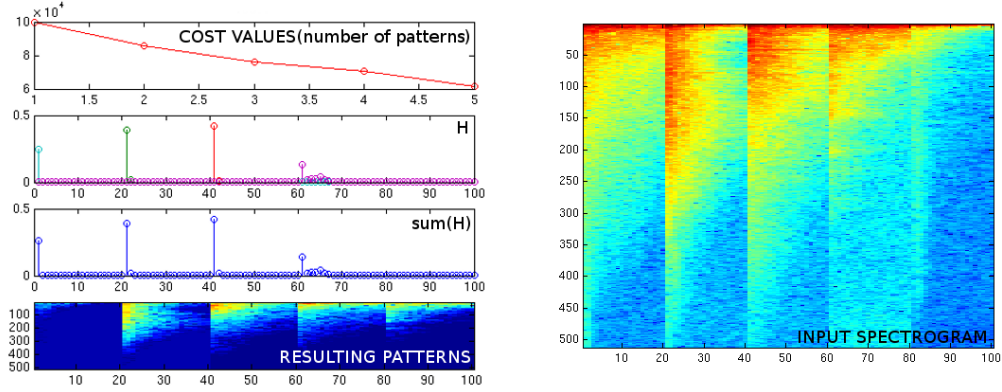 ×10⁴
10
8
6
COST VALUES(number of patterns)
1 1.5 2 2.5 3 3.5 4 4.5 5
0.5
0
H
0 10 20 30 40 50 60 70 80 90 100
0.5
0
sum(H)
0 10 20 30 40 50 60 70 80 90 100
100
200
300
400
500
RESULTING PATTERNS
10 20 30 40 50 60 70 80 90 100
50
100
150
200
250
300
350
400
450
500
INPUT SPECTROGRAM
10 20 30 40 50 60 70 80 90 100